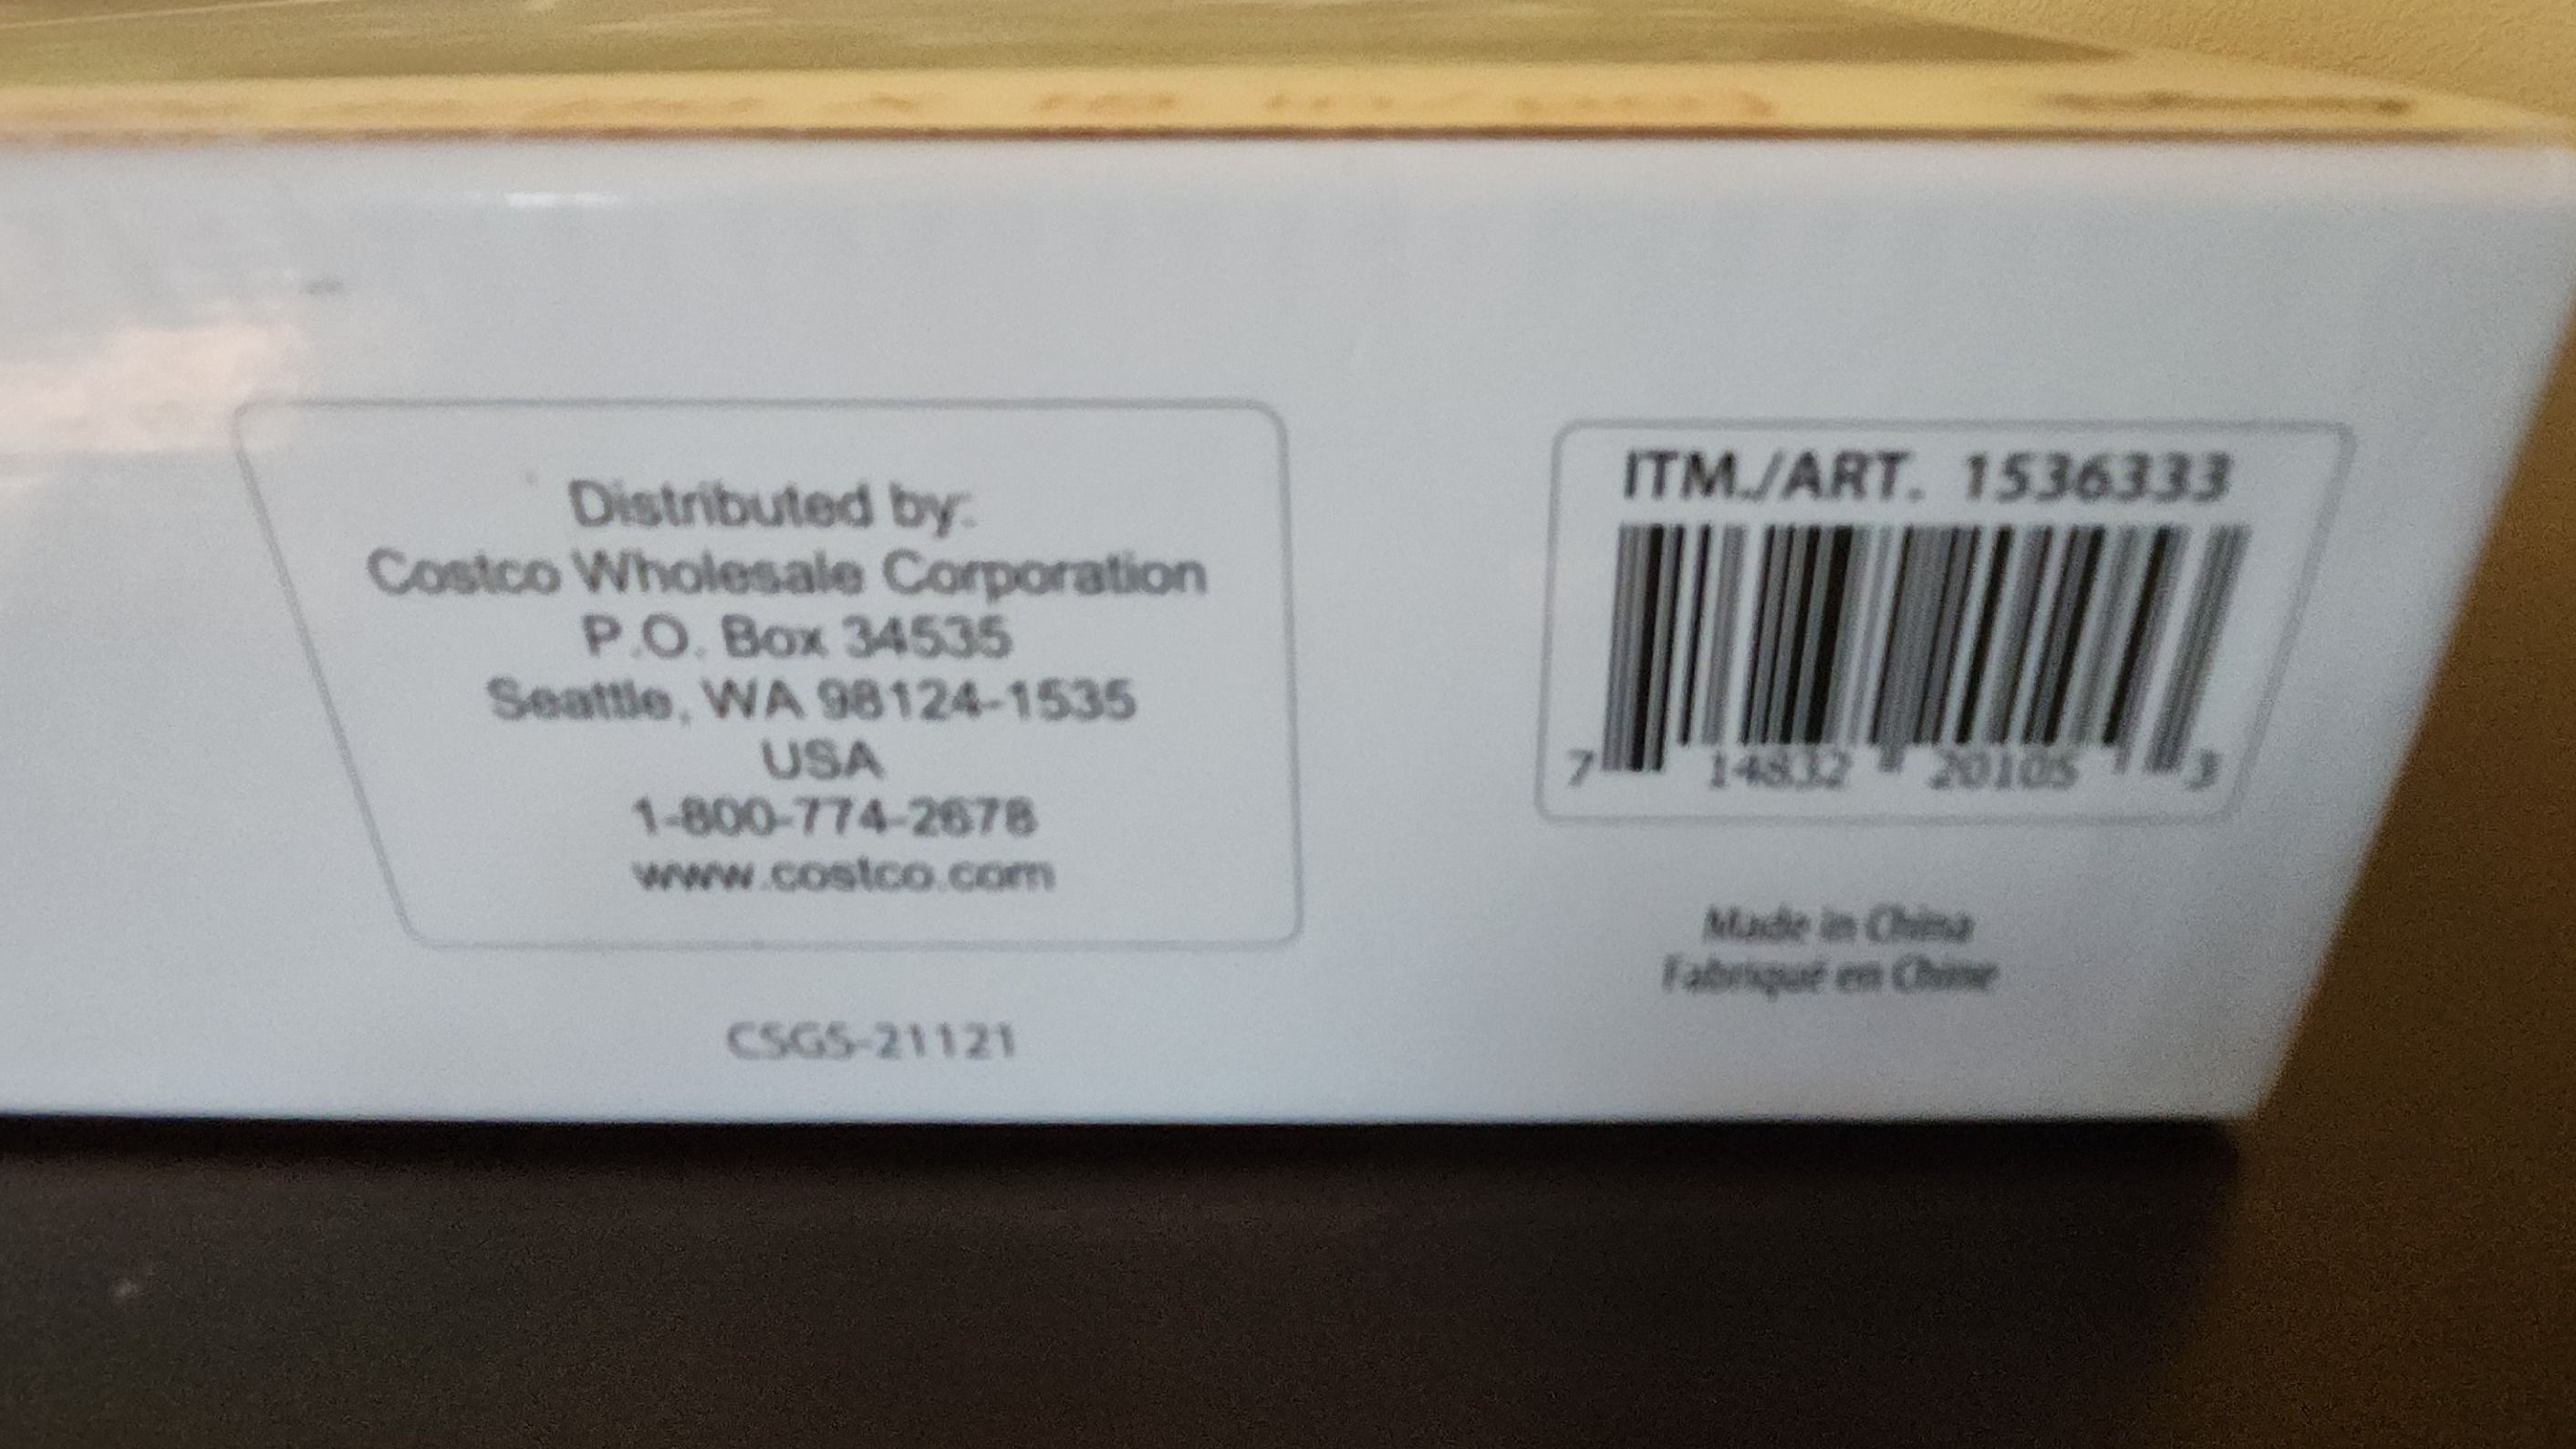 Distributed by:
Costco Wholesale Corporation
P.O. Box 34535
Seattle, WA 98124-1535
USA
1-800-774-2678
www.costco.com
CSGS-21121
ITM./ART. 1536333
7 14832 20105 3
Made in China
Fabriqué en Chine